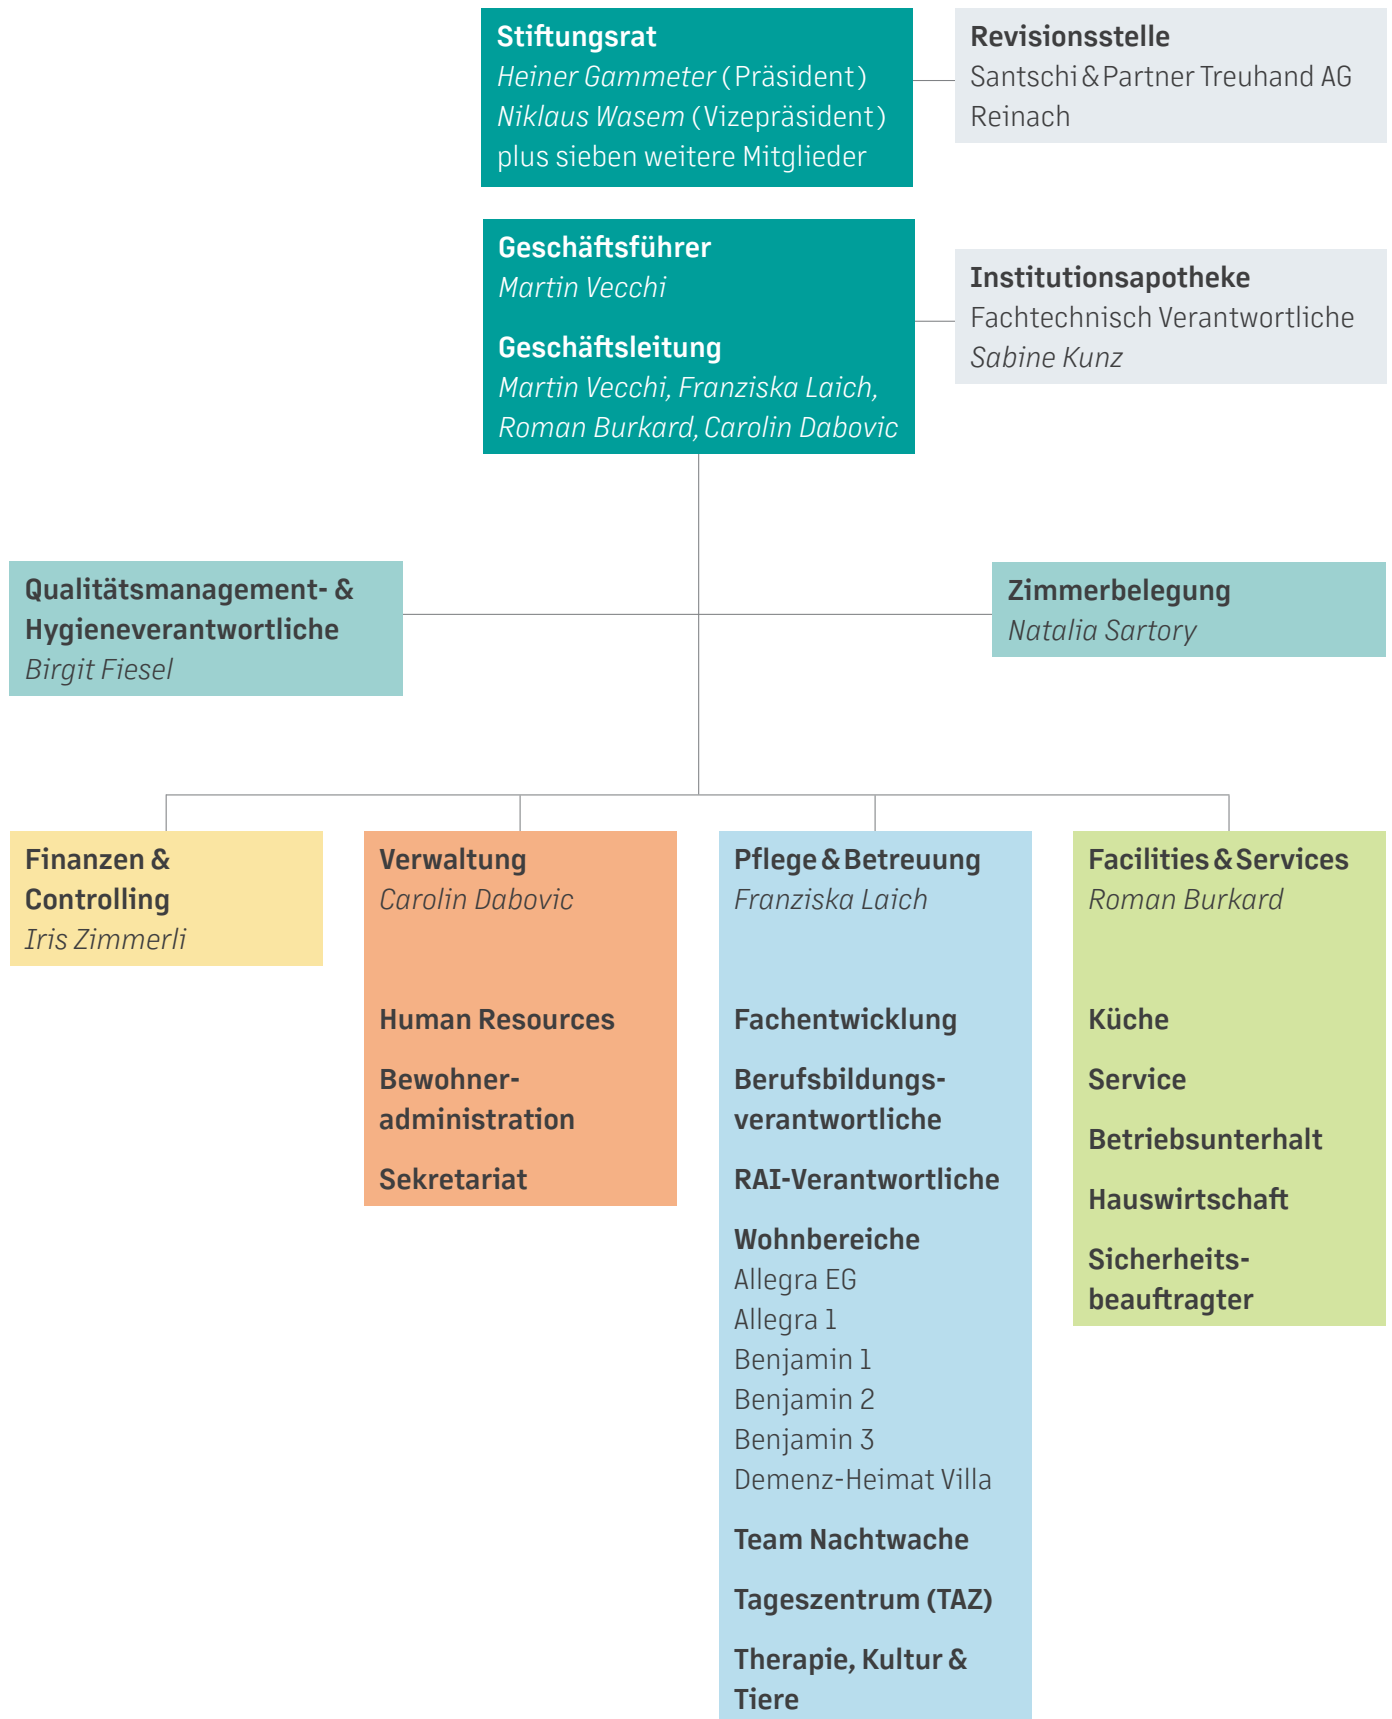 Stiftungsrat
Heiner Gammeter (Präsident)
Niklaus Wasem (Vizepräsident)
plus sieben weitere Mitglieder
Revisionsstelle
Santschi & Partner Treuhand AG
Reinach
Geschäftsführer
Martin Vecchi
Geschäftsleitung
Martin Vecchi, Franziska Laich,
Roman Burkard, Carolin Dabovic
Institutionsapotheke
Fachtechnisch Verantwortliche
Sabine Kunz
Qualitätsmanagement- &
Hygieneverantwortliche
Birgit Fiesel
Zimmerbelegung
Natalia Sartory
Finanzen &
Controlling
Iris Zimmerli
Verwaltung
Carolin Dabovic
Human Resources
Bewohner-
administration
Sekretariat
Pflege & Betreuung
Franziska Laich
Fachentwicklung
Berufsbildungs-
verantwortliche
RAI-Verantwortliche
Wohnbereiche
Allegra EG
Allegra 1
Benjamin 1
Benjamin 2
Benjamin 3
Demenz-Heimat Villa
Team Nachtwache
Tageszentrum (TAZ)
Therapie, Kultur &
Tiere
Facilities & Services
Roman Burkard
Küche
Service
Betriebsunterhalt
Hauswirtschaft
Sicherheits-
beauftragter